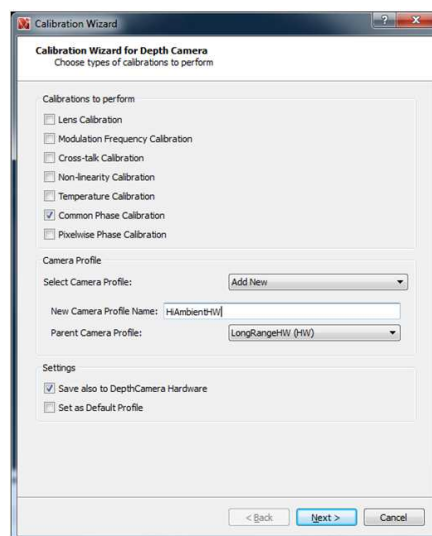 Calibration Wizard
Calibration Wizard for Depth Camera
Choose types of calibrations to perform
Calibrations to perform
Lens Calibration
Modulation Frequency Calibration
Cross-talk Calibration
Non-linearity Calibration
Temperature Calibration
Common Phase Calibration
Pixelwise Phase Calibration
Camera Profile
Select Camera Profile: Add New
New Camera Profile Name: HiAmbientHW
Parent Camera Profile: LongRangeHW (HW)
Settings
Save also to DepthCamera Hardware
Set as Default Profile
< Back Next > Cancel